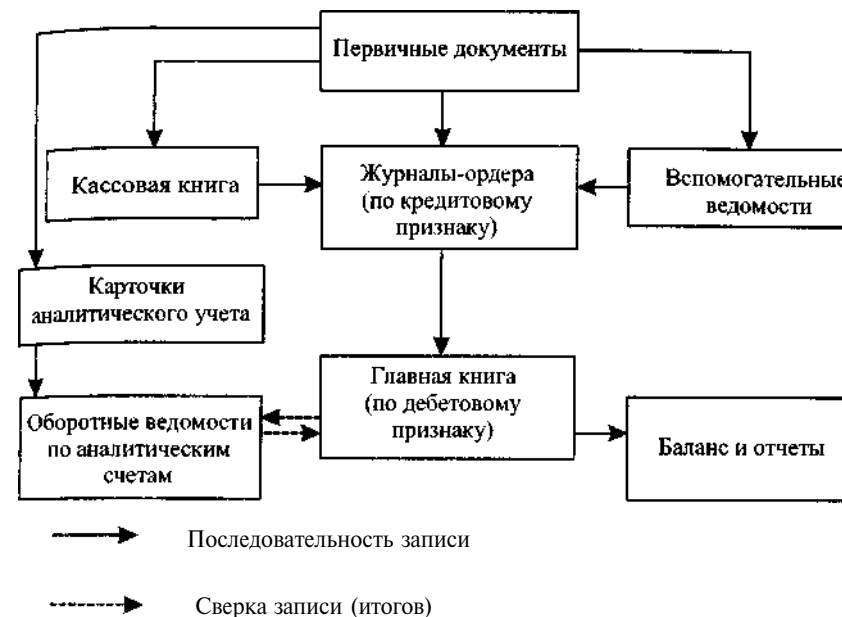 Первичные документы
Кассовая книга
Журналы-ордера
(по кредитовому
признаку)
Вспомогательные
ведомости
Карточки
аналитического учета
Главная книга
(по дебетовому
признаку)
Оборотные ведомости
по аналитическим
счетам
Баланс и отчеты
Последовательность записи
Сверка записи (итогов)